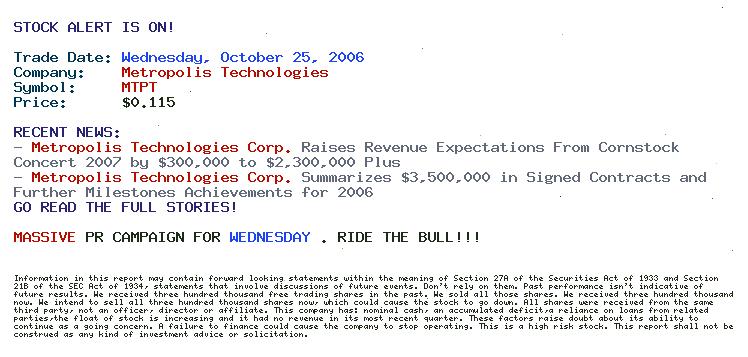 STOCK ALERT IS ON!
Trade Date: Wednesday, October 25, 2006
Company: Metropolis Technologies
Symbol: MTPT
Price: $0.115
RECENT NEWS:
- Metropolis Technologies Corp. Raises Revenue Expectations From Cornstock
Concert 2007 by $300,000 to $2,300,000 Plus
- Metropolis Technologies Corp. Summarizes $3,500,000 in Signed Contracts and
Further Milestones Achievements for 2006
GO READ THE FULL STORIES!
MASSIVE PR CAMPAIGN FOR WEDNESDAY . RIDE THE BULL!!!
Information in this report may contain forward looking statements within the meaning of Section 27A of the Securities Act of 1933 and Section
21B of the SEC Act of 1934, statements that involve discussions of future events. Don't rely on them. Past performance isn't indicative of
future results. We received three hundred thousand free trading shares in the past. We sold all those shares. We received three hundred thousand
now. We intend to sell all three hundred thousand shares now, which could cause the stock to go down. All shares were received from the same
third party, not an officer, director or affiliate. This company has: nominal cash, an accumulated deficit,a reliance on loans from related
parties,the float of stock is increasing and it had no revenue in its most recent quarter. These factors raise doubt about its ability to
continue as a going concern. A failure to finance could cause the company to stop operating. This is a high risk stock. This report shall not be
construed as any kind of investment advice or solicitation.